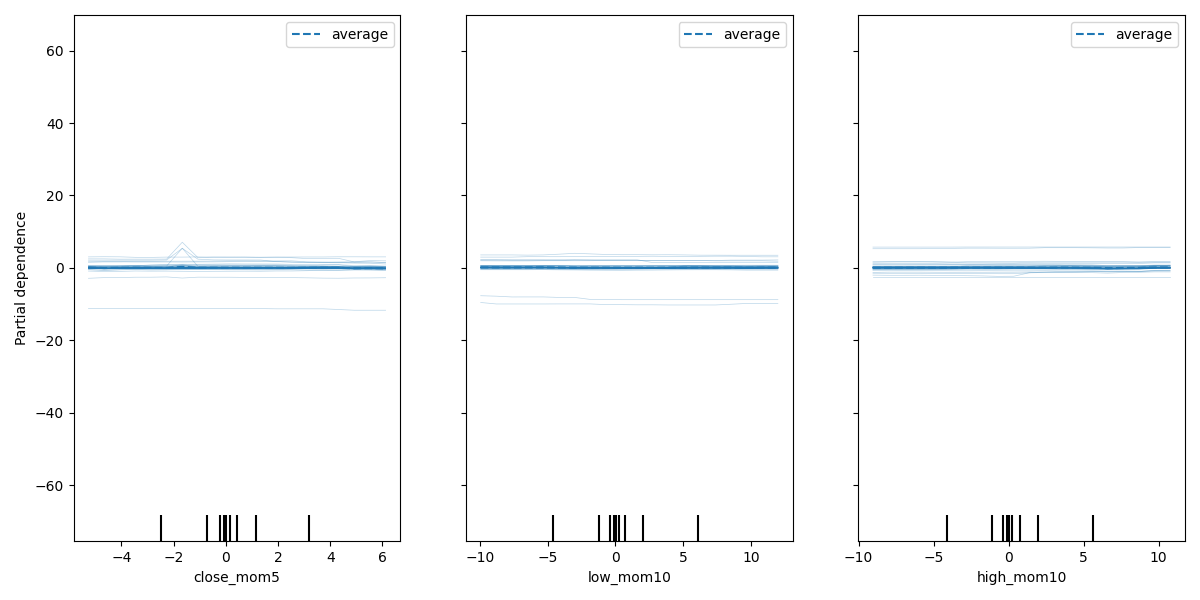 average
average
average
Partial dependence
60
40
20
0
−20
−40
−60
−4 −2 0 2 4 6
close_mom5
−10 −5 0 5 10
low_mom10
−10 −5 0 5 10
high_mom10